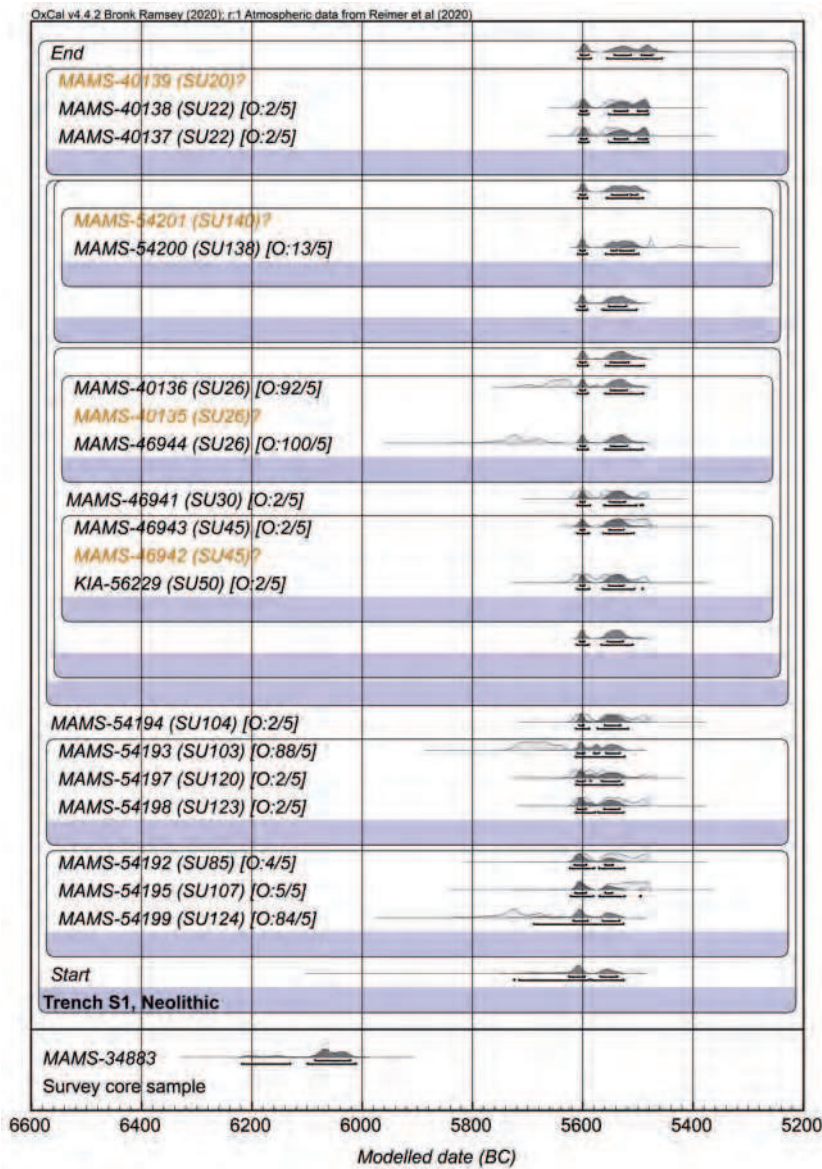 OxCal v4.4.2 Bronk Ramsey (2020); r:1 Atmospheric data from Reimer et al (2020)
End
MAMS-40139 (SU20)?
MAMS-40138 (SU22) [O:2/5]
MAMS-40137 (SU22) [O:2/5]
MAMS-54201 (SU140)?
MAMS-54200 (SU138) [O:13/5]
MAMS-40136 (SU26) [O:92/5]
MAMS-40135 (SU26)?
MAMS-46944 (SU26) [O:100/5]
MAMS-46941 (SU30) [O:2/5]
MAMS-46943 (SU45) [O:2/5]
MAMS-46942 (SU45)?
KIA-56229 (SU50) [O:2/5]
MAMS-54194 (SU104) [O:2/5]
MAMS-54193 (SU103) [O:88/5]
MAMS-54197 (SU120) [O:2/5]
MAMS-54198 (SU123) [O:2/5]
MAMS-54192 (SU85) [O:4/5]
MAMS-54195 (SU107) [O:5/5]
MAMS-54199 (SU124) [O:84/5]
Start
Trench S1, Neolithic
MAMS-34883
Survey core sample
6600 6400 6200 6000 5800 5600 5400 5200
Modelled date (BC)